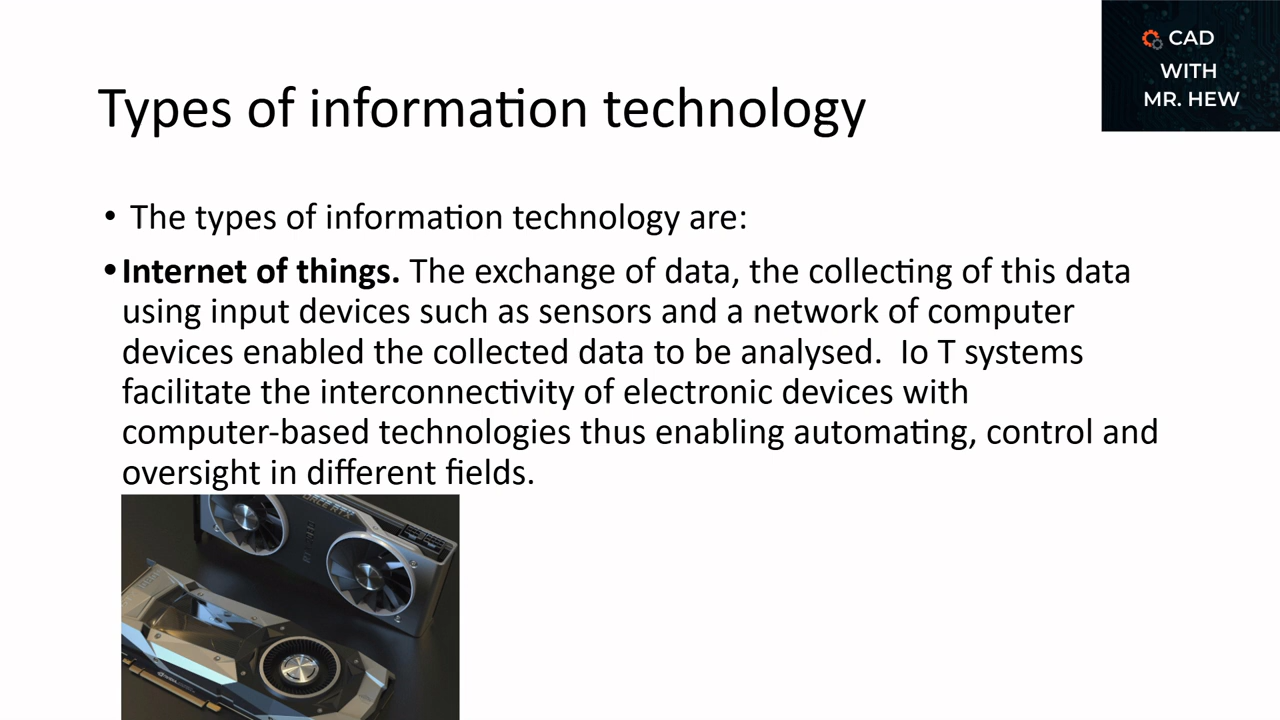 CAD
WITH
MR. HEW
Types of information technology
• The types of information technology are:
• Internet of things. The exchange of data, the collecting of this data
using input devices such as sensors and a network of computer
devices enabled the collected data to be analysed.  Io T systems
facilitate the interconnectivity of electronic devices with
computer-based technologies thus enabling automating, control and
oversight in different fields.